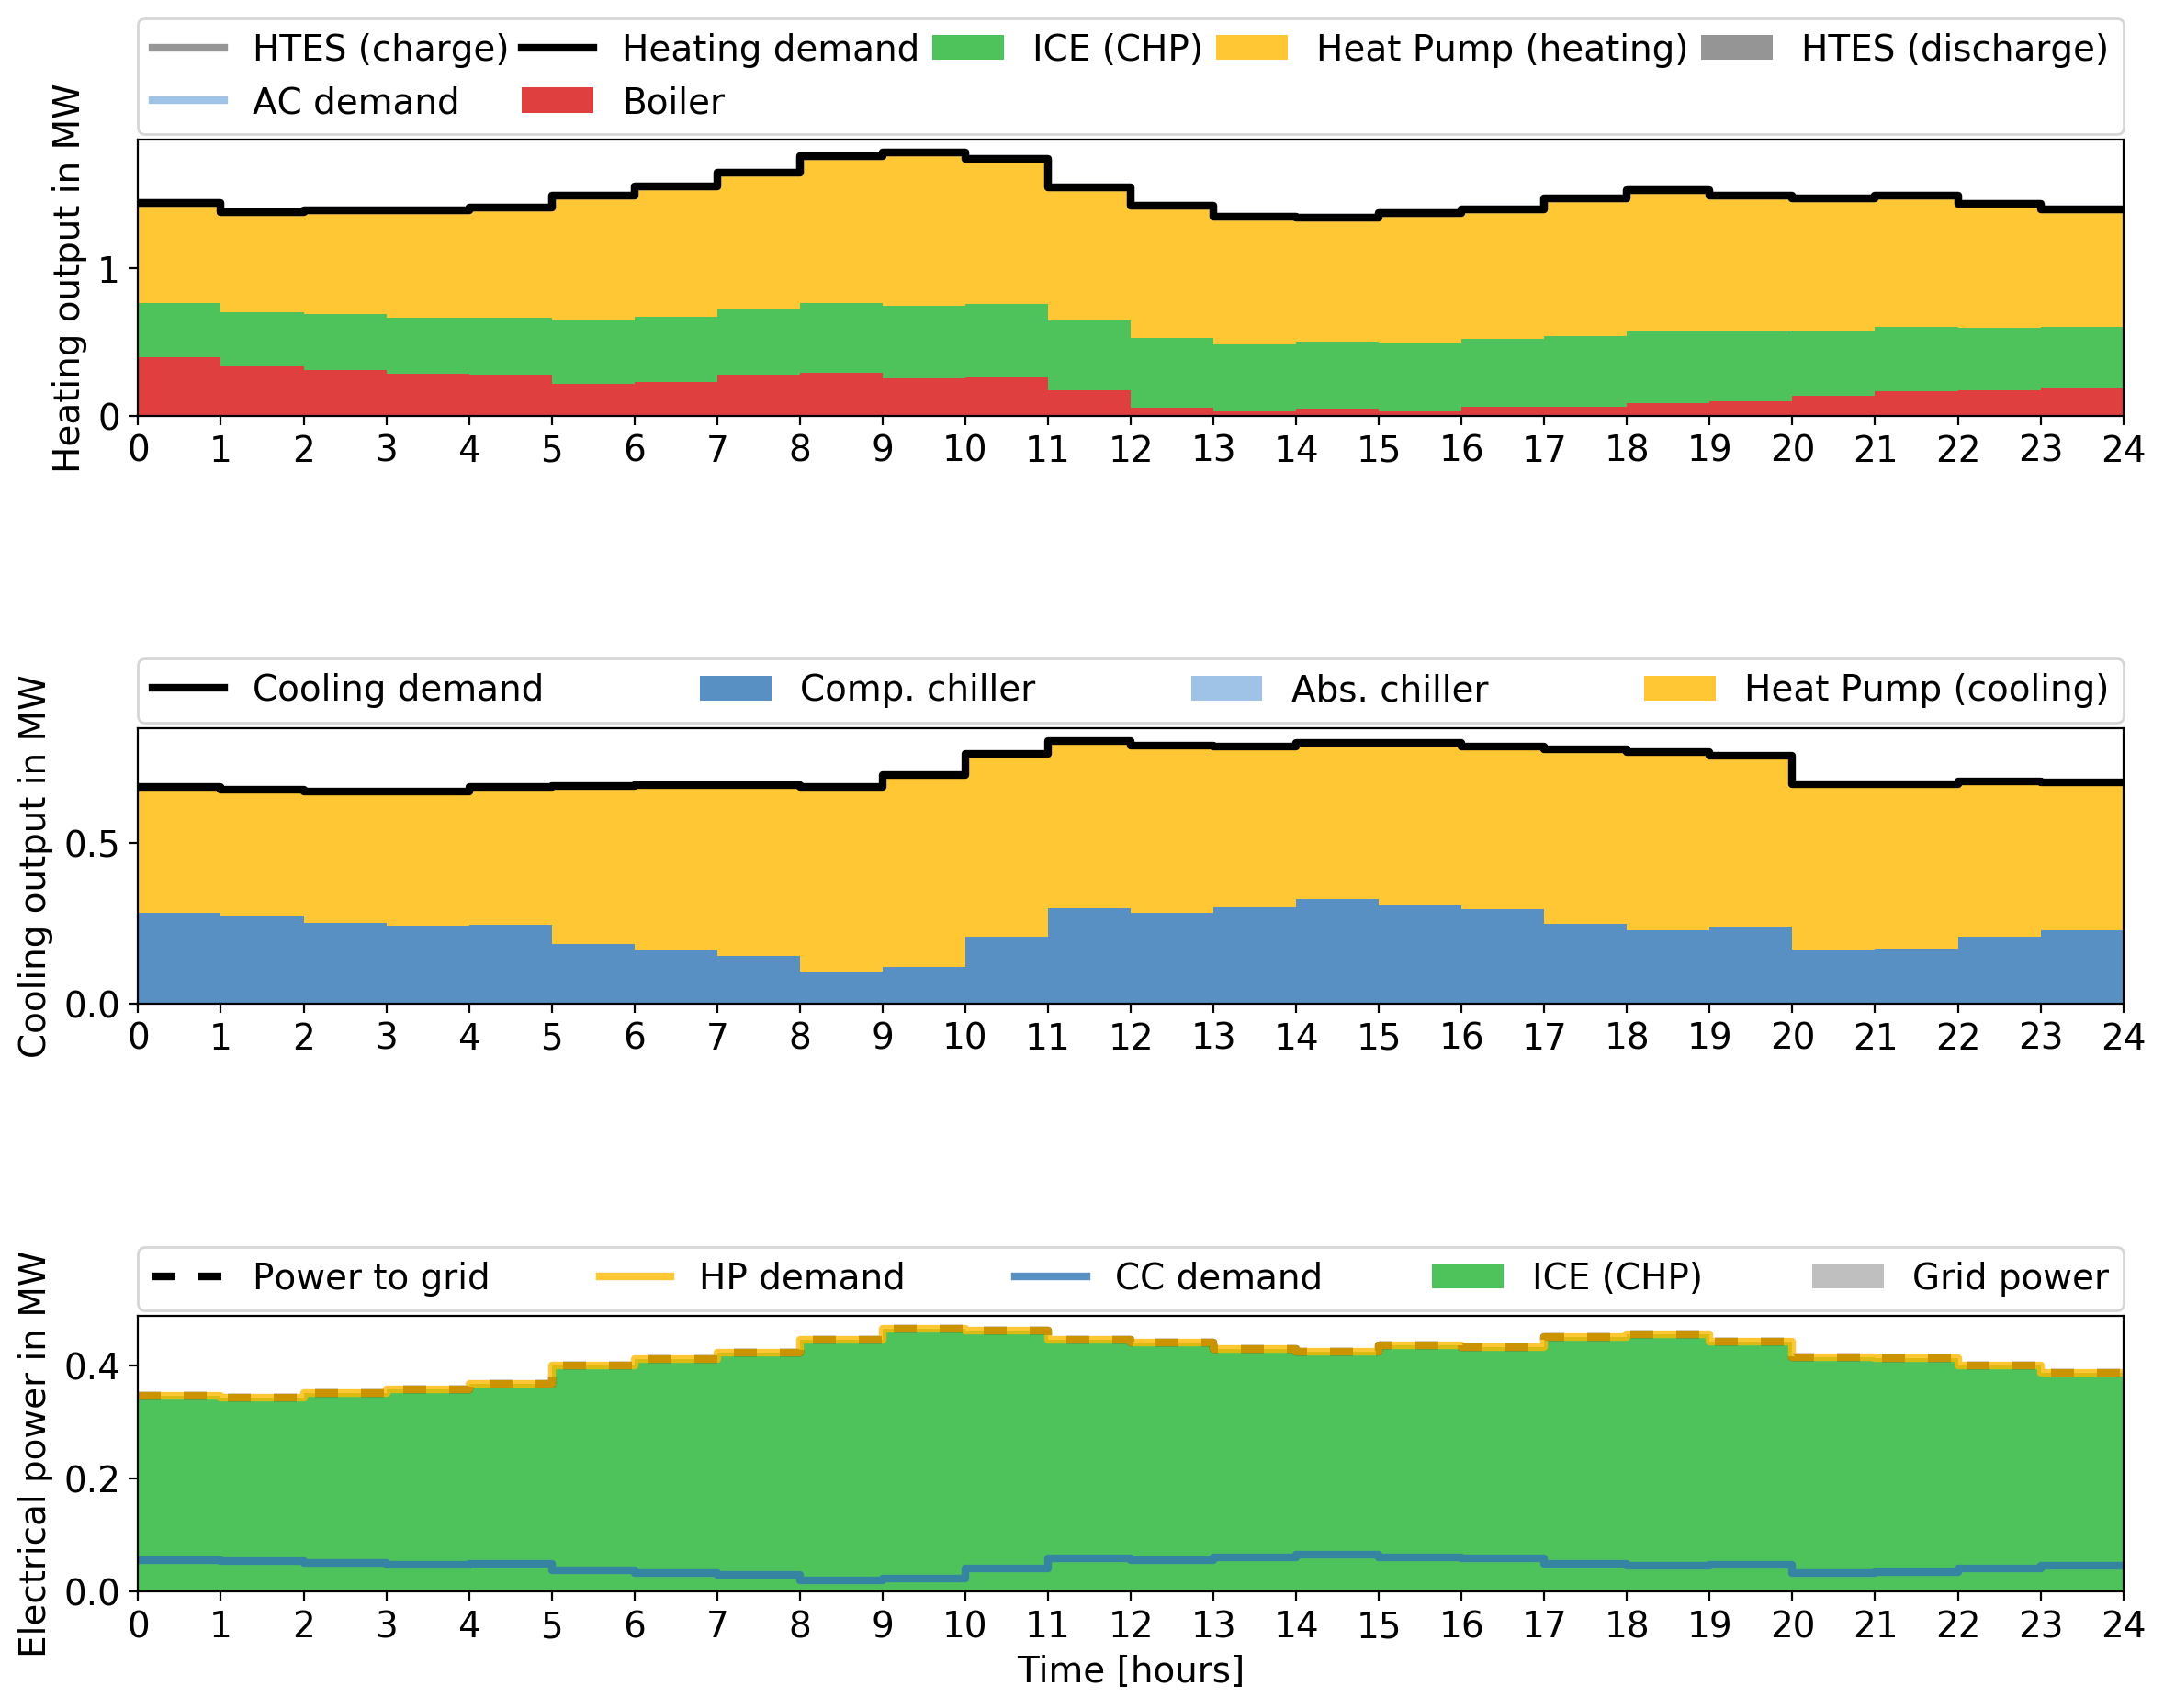 HTES (charge) Heating demand ICE (CHP) Heat Pump (heating) HTES (discharge)
AC demand Boiler
Heating output in MW
1
0
0 1 2 3 4 5 6 7 8 9 10 11 12 13 14 15 16 17 18 19 20 21 22 23 24
Cooling demand Comp. chiller Abs. chiller Heat Pump (cooling)
Cooling output in MW
0.5
0.0
0 1 2 3 4 5 6 7 8 9 10 11 12 13 14 15 16 17 18 19 20 21 22 23 24
Power to grid HP demand CC demand ICE (CHP) Grid power
Electrical power in MW
0.4
0.2
0.0
0 1 2 3 4 5 6 7 8 9 10 11 12 13 14 15 16 17 18 19 20 21 22 23 24
Time [hours]